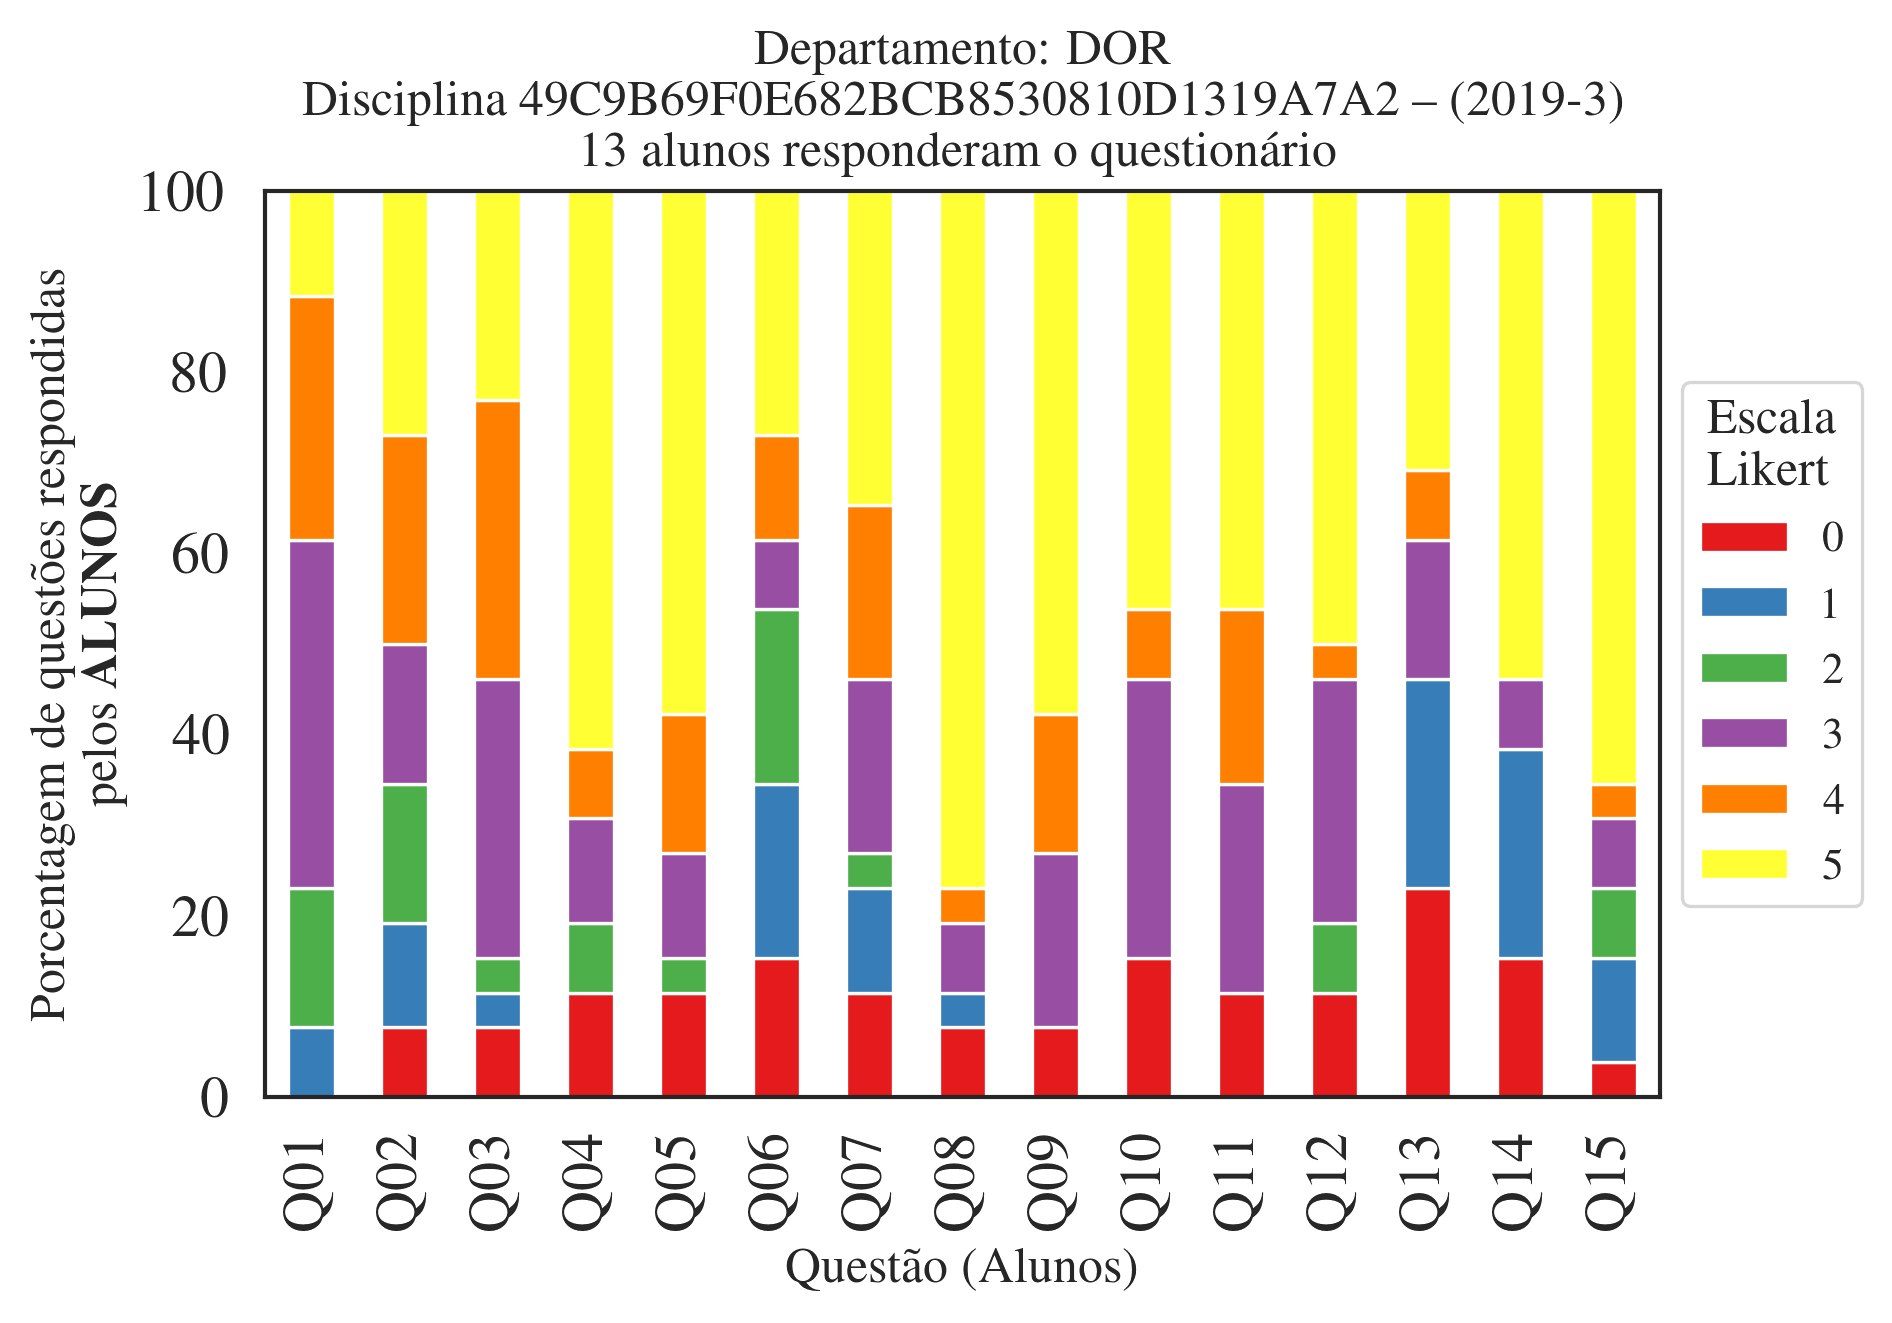 Departamento: DOR
Disciplina 49C9B69F0E682BCB8530810D1319A7A2 – (2019-3)
13 alunos responderam o questionário
Porcentagem de questões respondidas
pelos ALUNOS
100
80
60
40
20
0
Q01
Q02
Q03
Q04
Q05
Q06
Q07
Q08
Q09
Q10
Q11
Q12
Q13
Q14
Q15
Questão (Alunos)
Escala
Likert
0
1
2
3
4
5